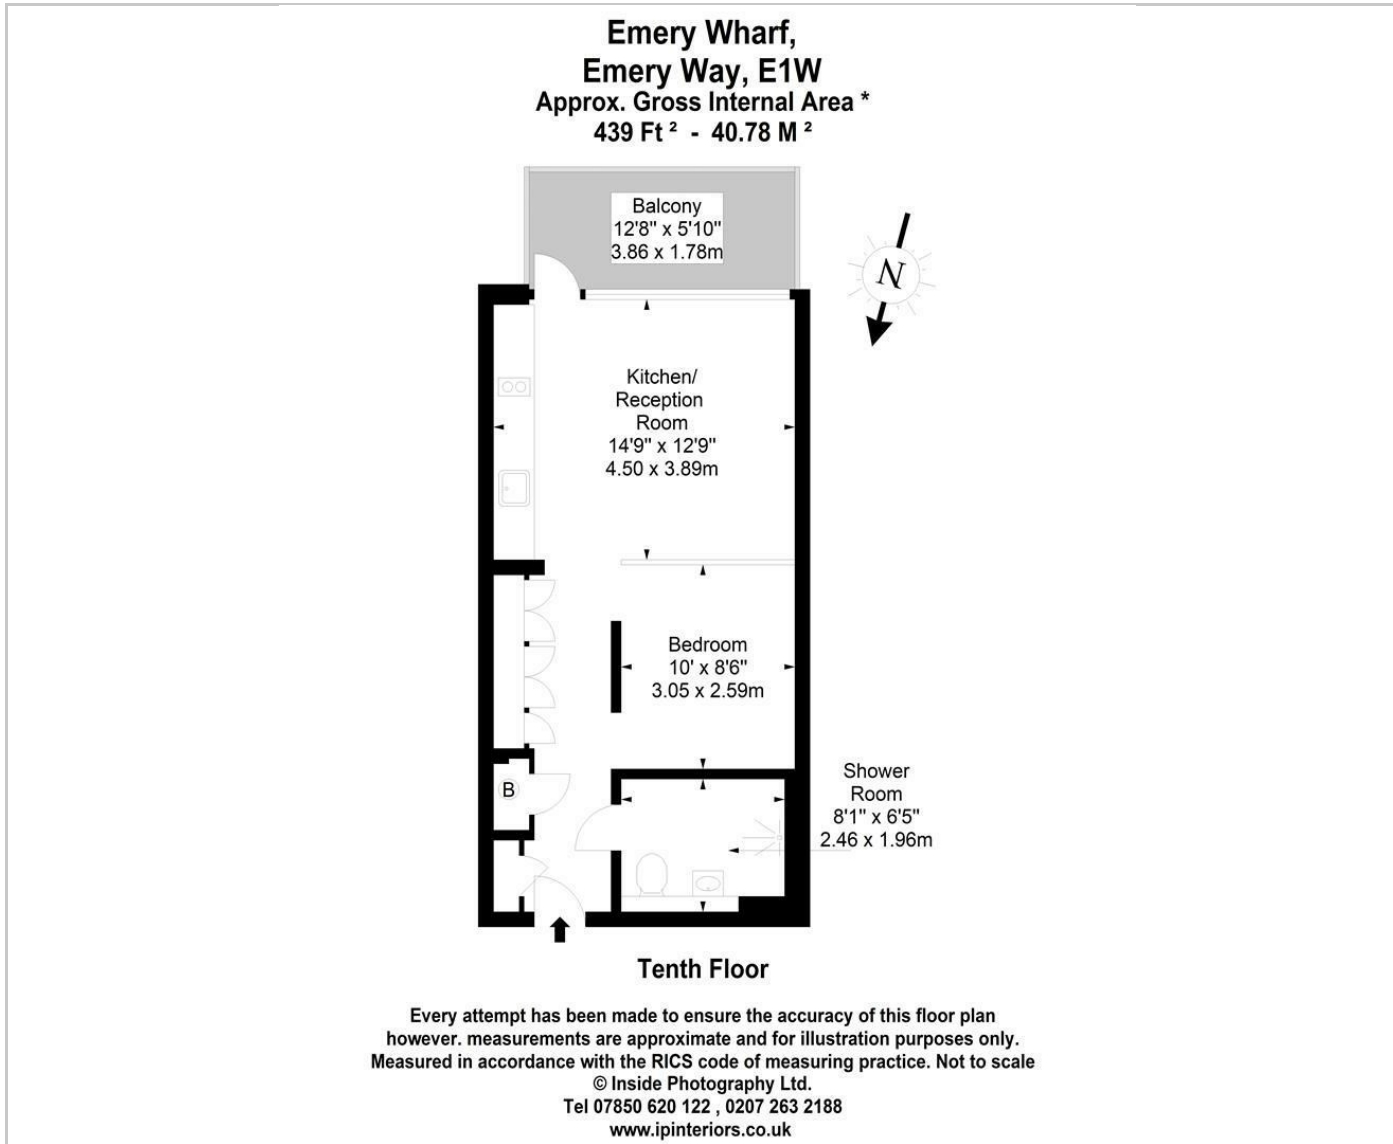 Emery Wharf,
Emery Way, E1W
Approx. Gross Internal Area *
439 Ft ² - 40.78 M ²
Balcony
12'8" x 5'10"
3.86 x 1.78m
N
Kitchen/
Reception
Room
14'9" x 12'9"
4.50 x 3.89m
Bedroom
10' x 8'6"
3.05 x 2.59m
B
Shower
Room
8'1" x 6'5"
2.46 x 1.96m
Tenth Floor
Every attempt has been made to ensure the accuracy of this floor plan
however. measurements are approximate and for illustration purposes only.
Measured in accordance with the RICS code of measuring practice. Not to scale
© Inside Photography Ltd.
Tel 07850 620 122 , 0207 263 2188
www.ipinteriors.co.uk